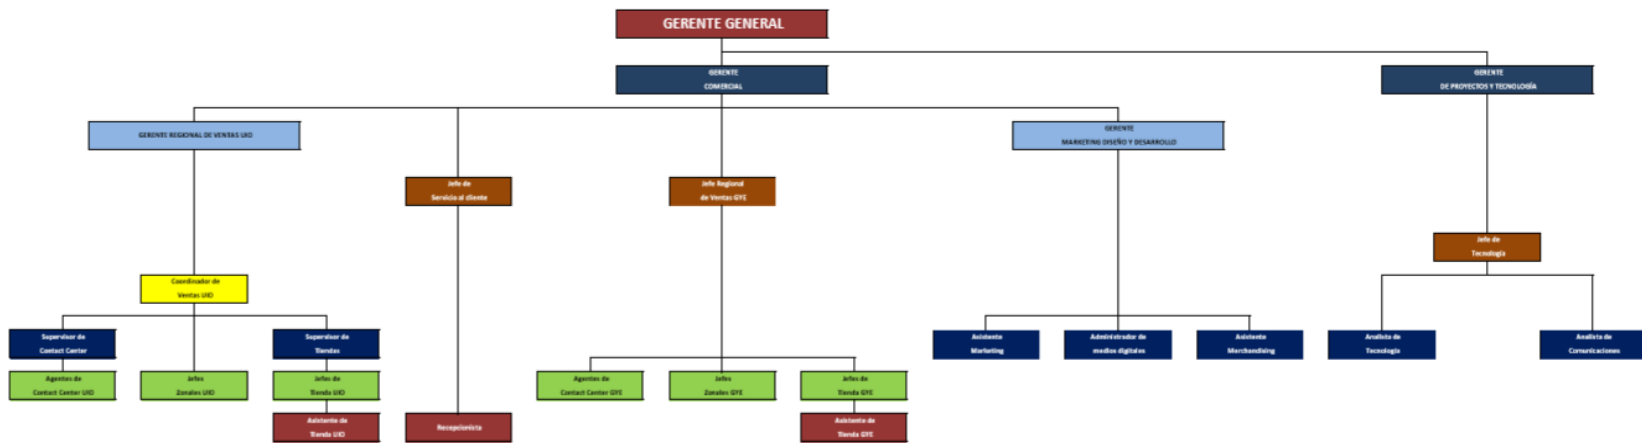 GERENTE GENERAL
GERENTE
COMERCIAL
GERENTE
DE PROYECTOS Y TECNOLOGÍA
GERENTE REGIONAL DE VENTAS UIO
GERENTE
MARKETING DISEÑO Y DESARROLLO
Jefe de
Servicio al cliente
Jefe Regional
de Ventas GYE
Jefe de
Tecnología
Coordinador de
Ventas UIO
Supervisor de
Contact Center
Supervisor de
Tiendas
Asistente
Marketing
Administrador de
medios digitales
Asistente
Merchandising
Analista de
Tecnología
Analista de
Comunicaciones
Agentes de
Contact Center UIO
Jefes
Zonales UIO
Jefes de
Tienda UIO
Agentes de
Contact Center GYE
Jefes
Zonales GYE
Jefes de
Tienda GYE
Asistente de
Tienda UIO
Recepcionista
Asistente de
Tienda GYE